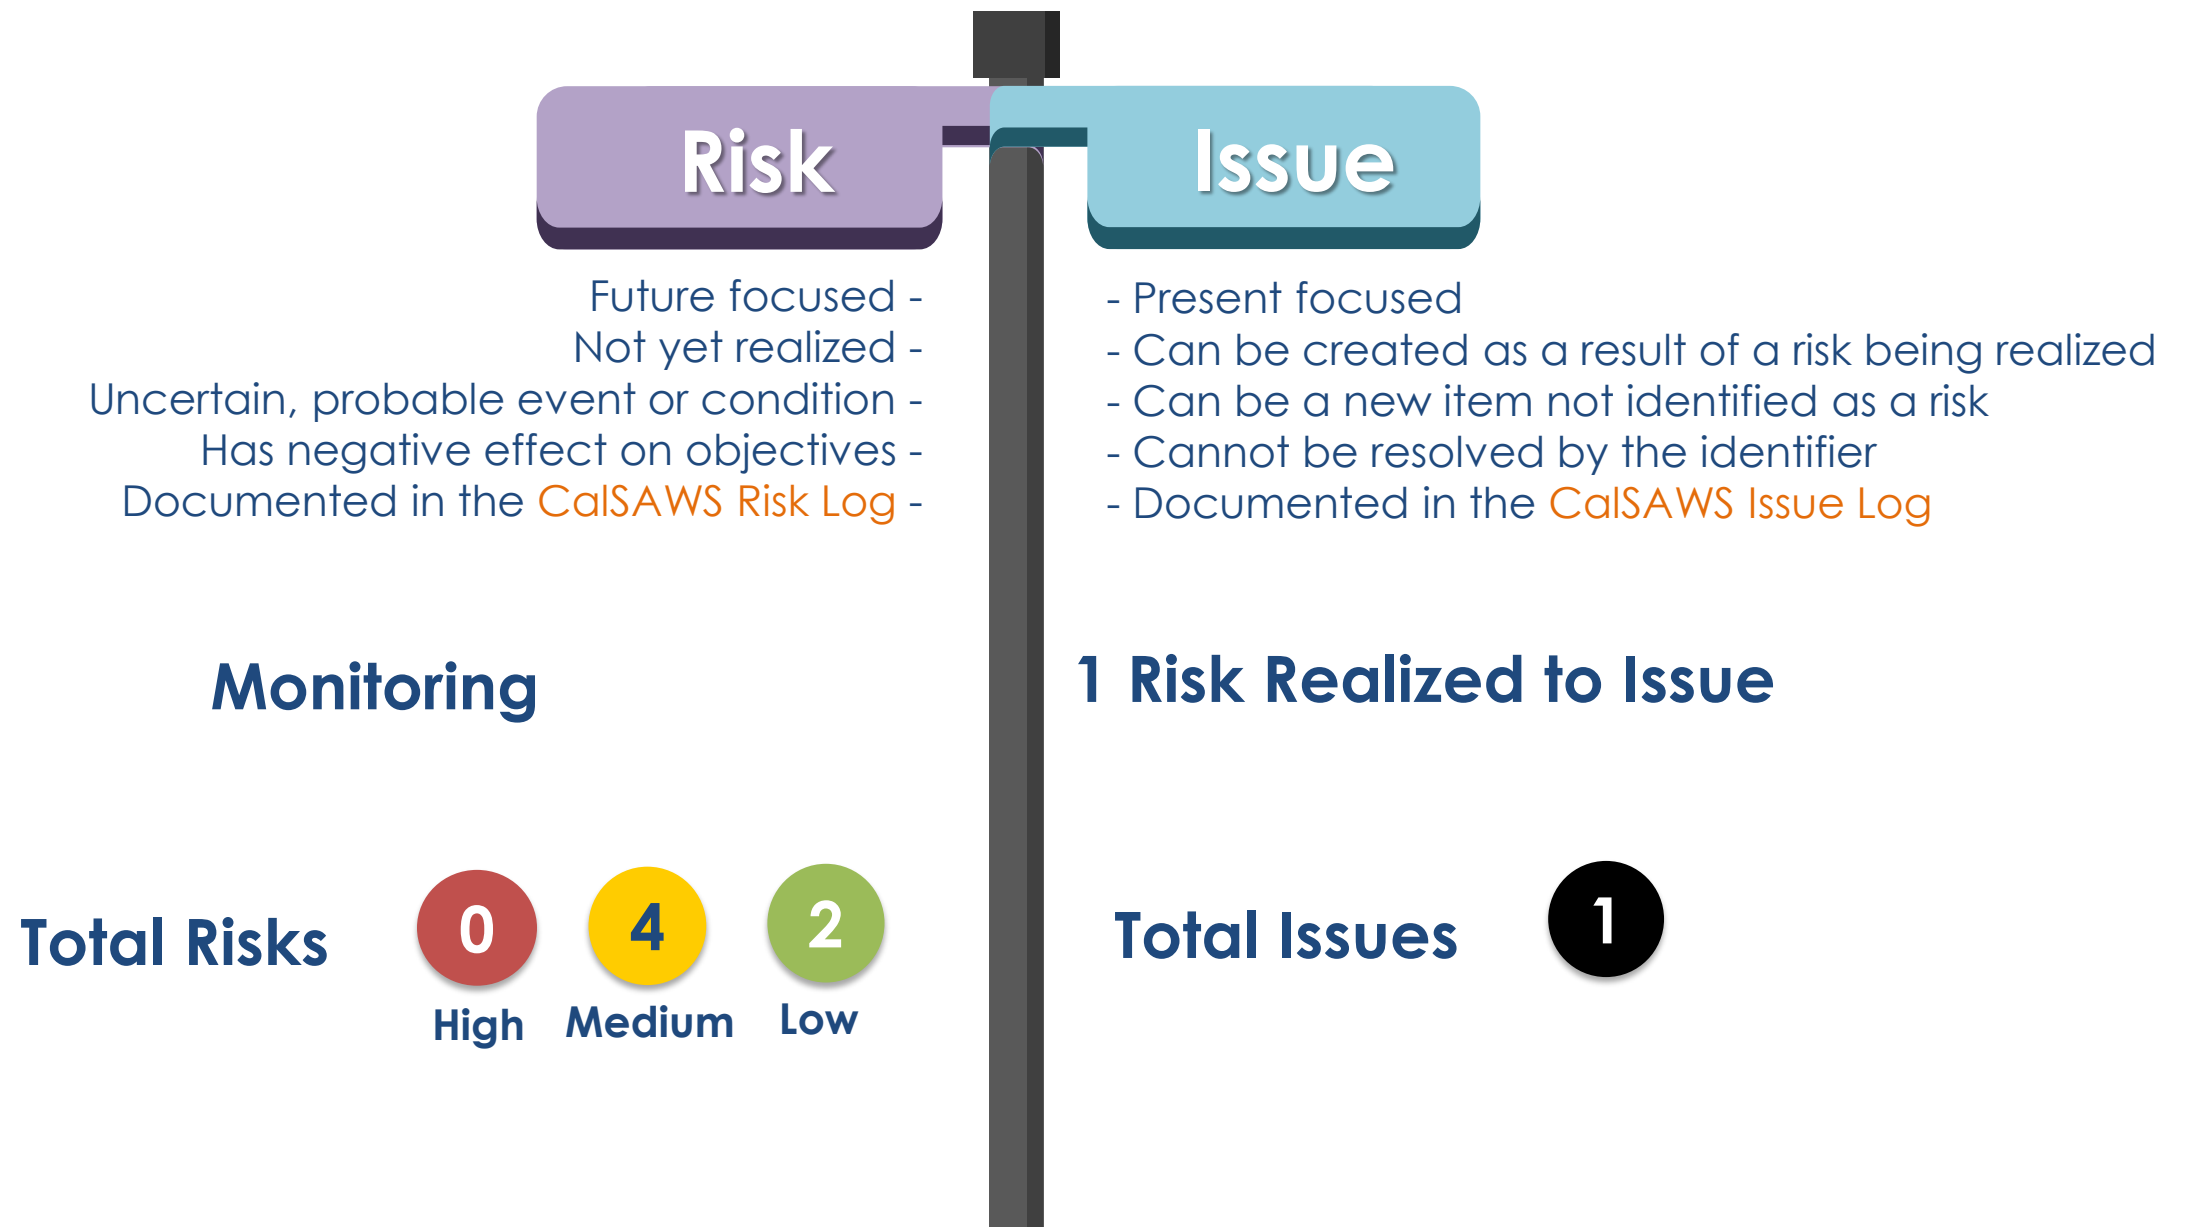 Risk
Issue
Future focused -
Not yet realized -
Uncertain, probable event or condition -
Has negative effect on objectives -
Documented in the CalSAWS Risk Log -
- Present focused
- Can be created as a result of a risk being realized
- Can be a new item not identified as a risk
- Cannot be resolved by the identifier
- Documented in the CalSAWS Issue Log
Monitoring
1 Risk Realized to Issue
Total Risks
0
4
2
High
Medium
Low
Total Issues
1